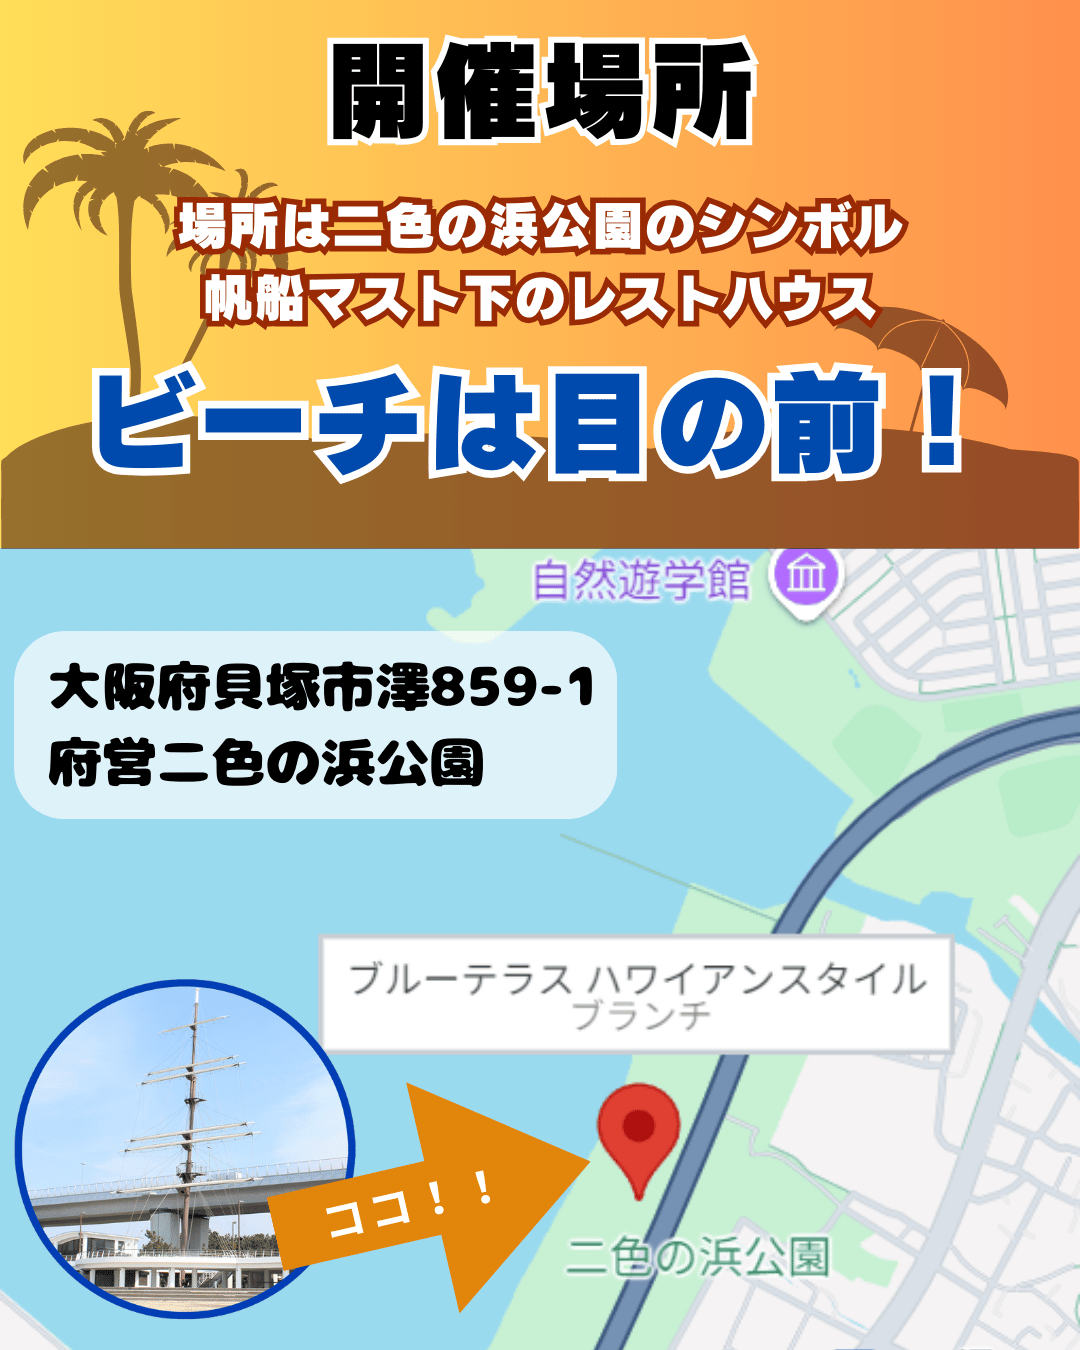 開催場所
場所は二色の浜公園のシンボル
帆船マスト下のレストハウス
ビーチは目の前！
自然遊学館
大阪府貝塚市澤859-1
府営二色の浜公園
ブルーテラス ハワイアンスタイル
ブランチ
ココ！！
二色の浜公園